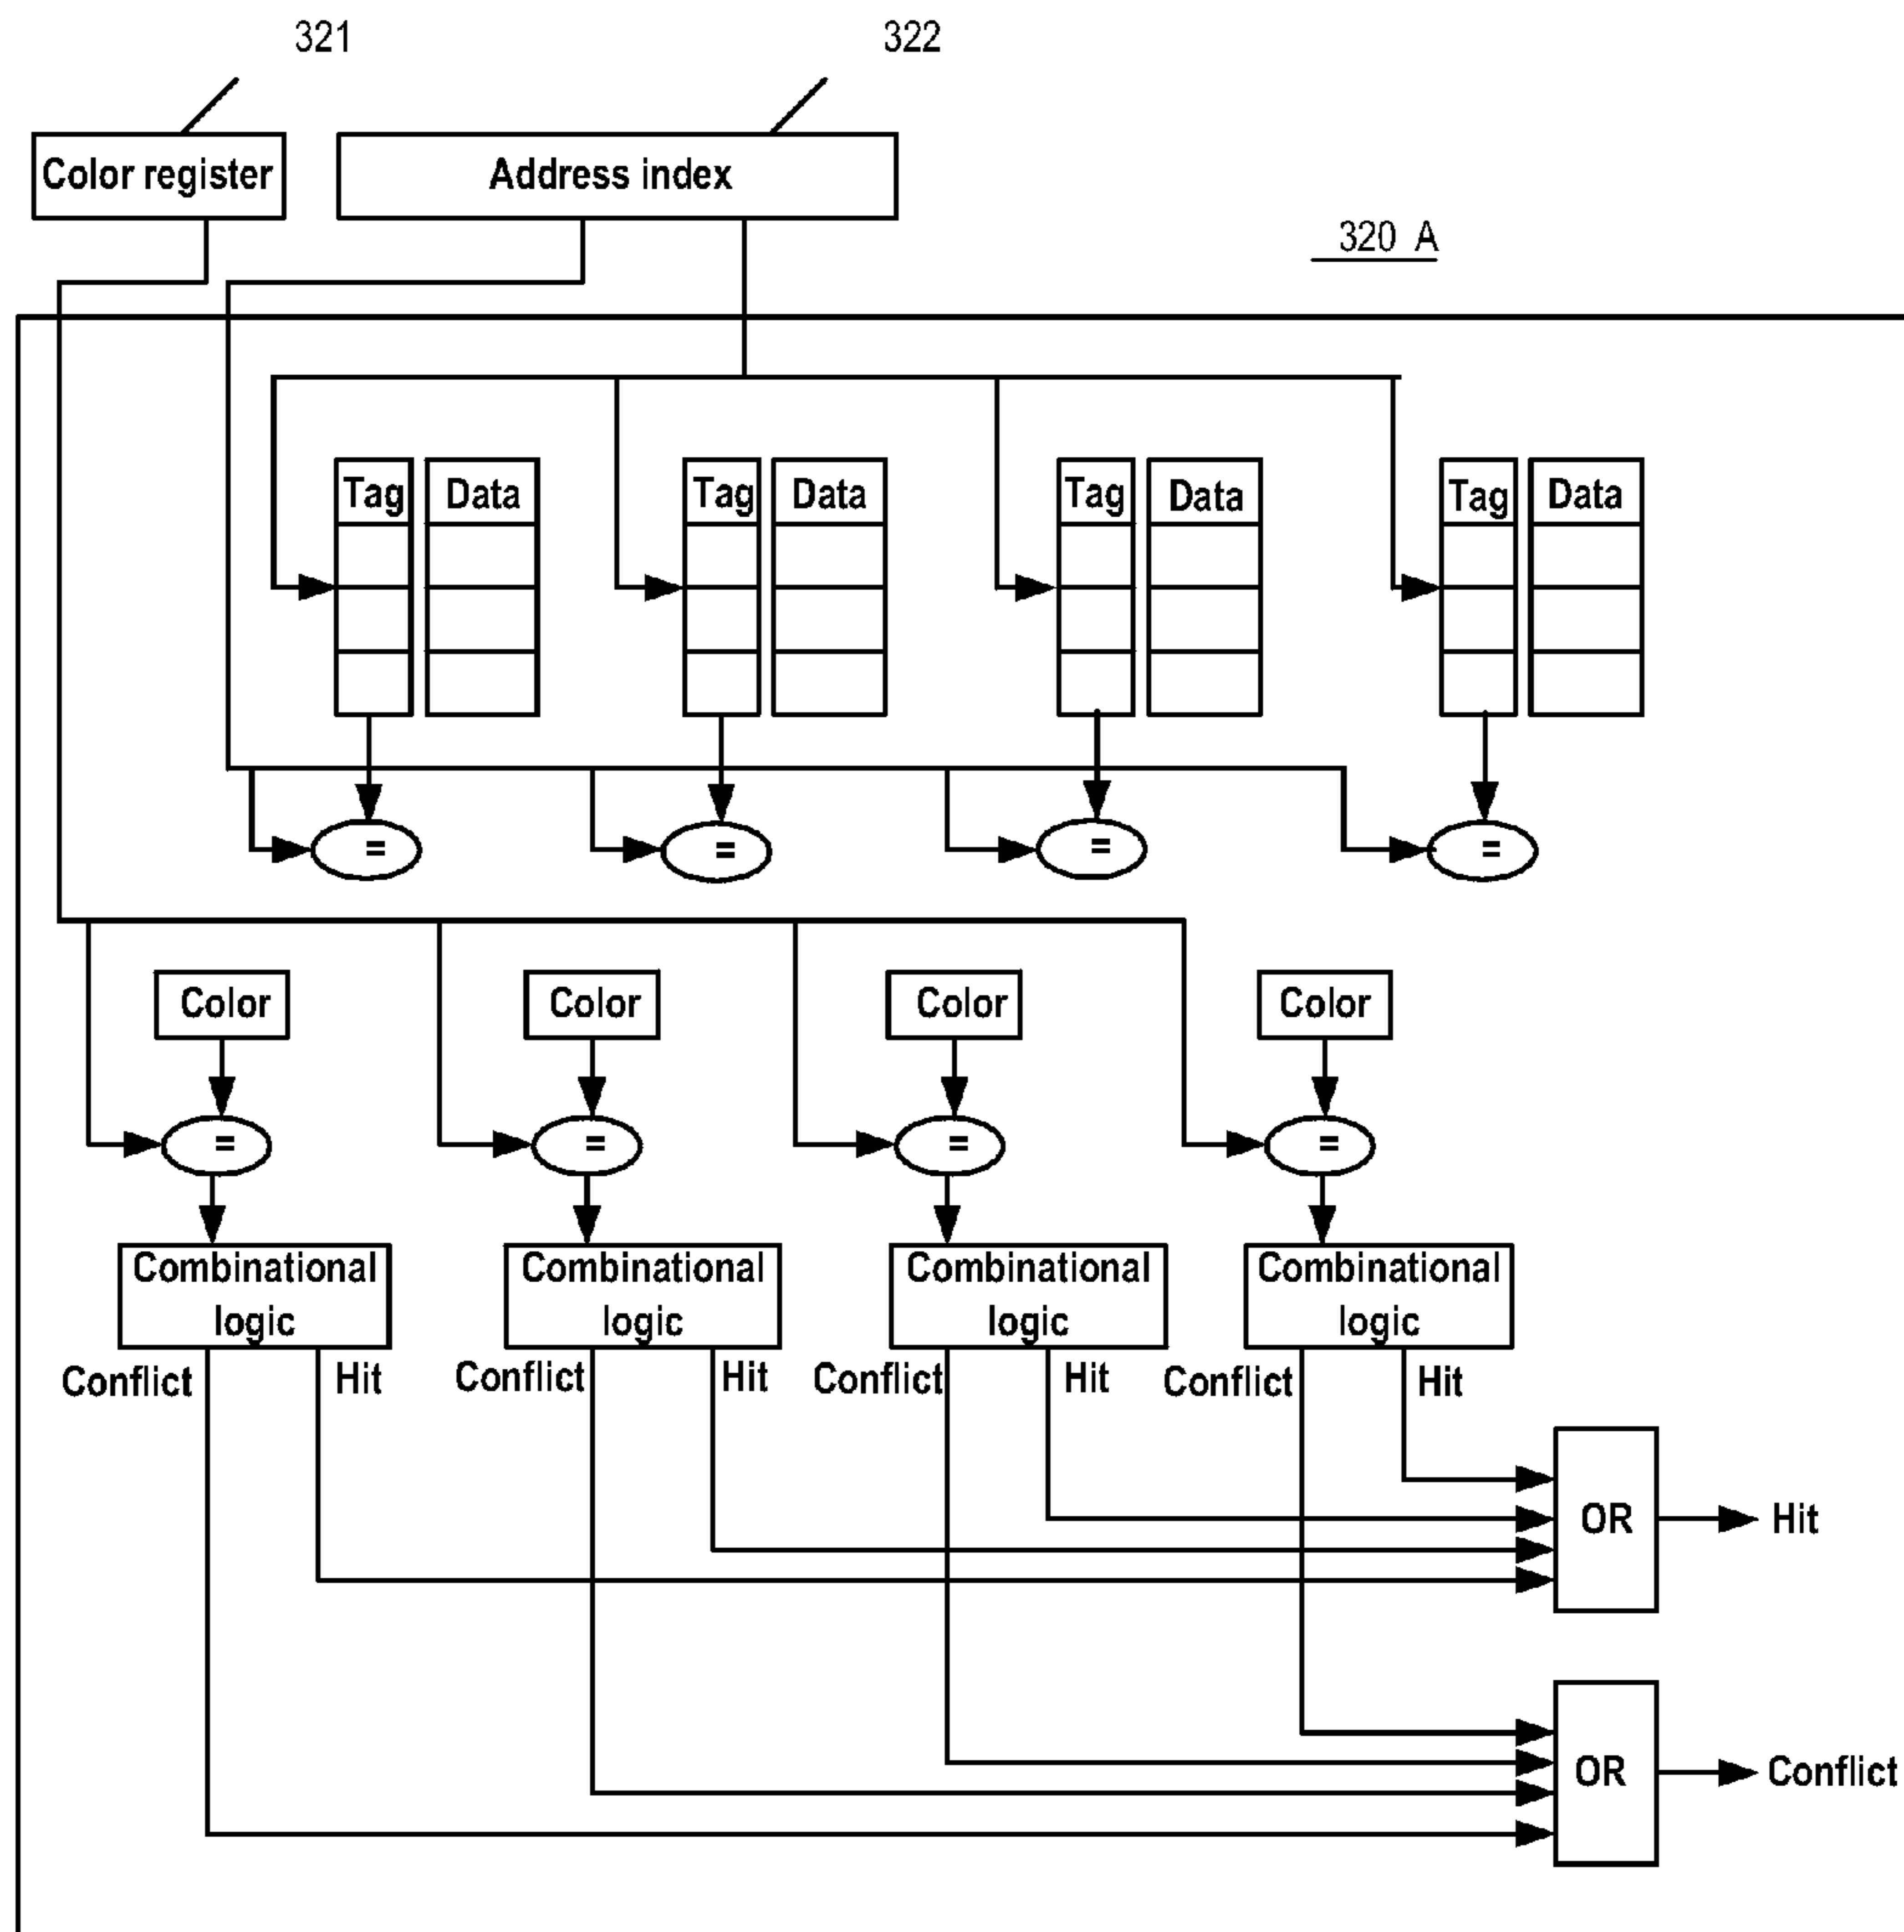 321 322
Color register Address index
320 A
Tag Data Tag Data Tag Data Tag Data
= = = =
Color Color Color Color
= = = =
Combinational logic Combinational logic Combinational logic Combinational logic
Conflict Hit Conflict Hit Conflict Hit Conflict Hit
OR Hit
OR Conflict